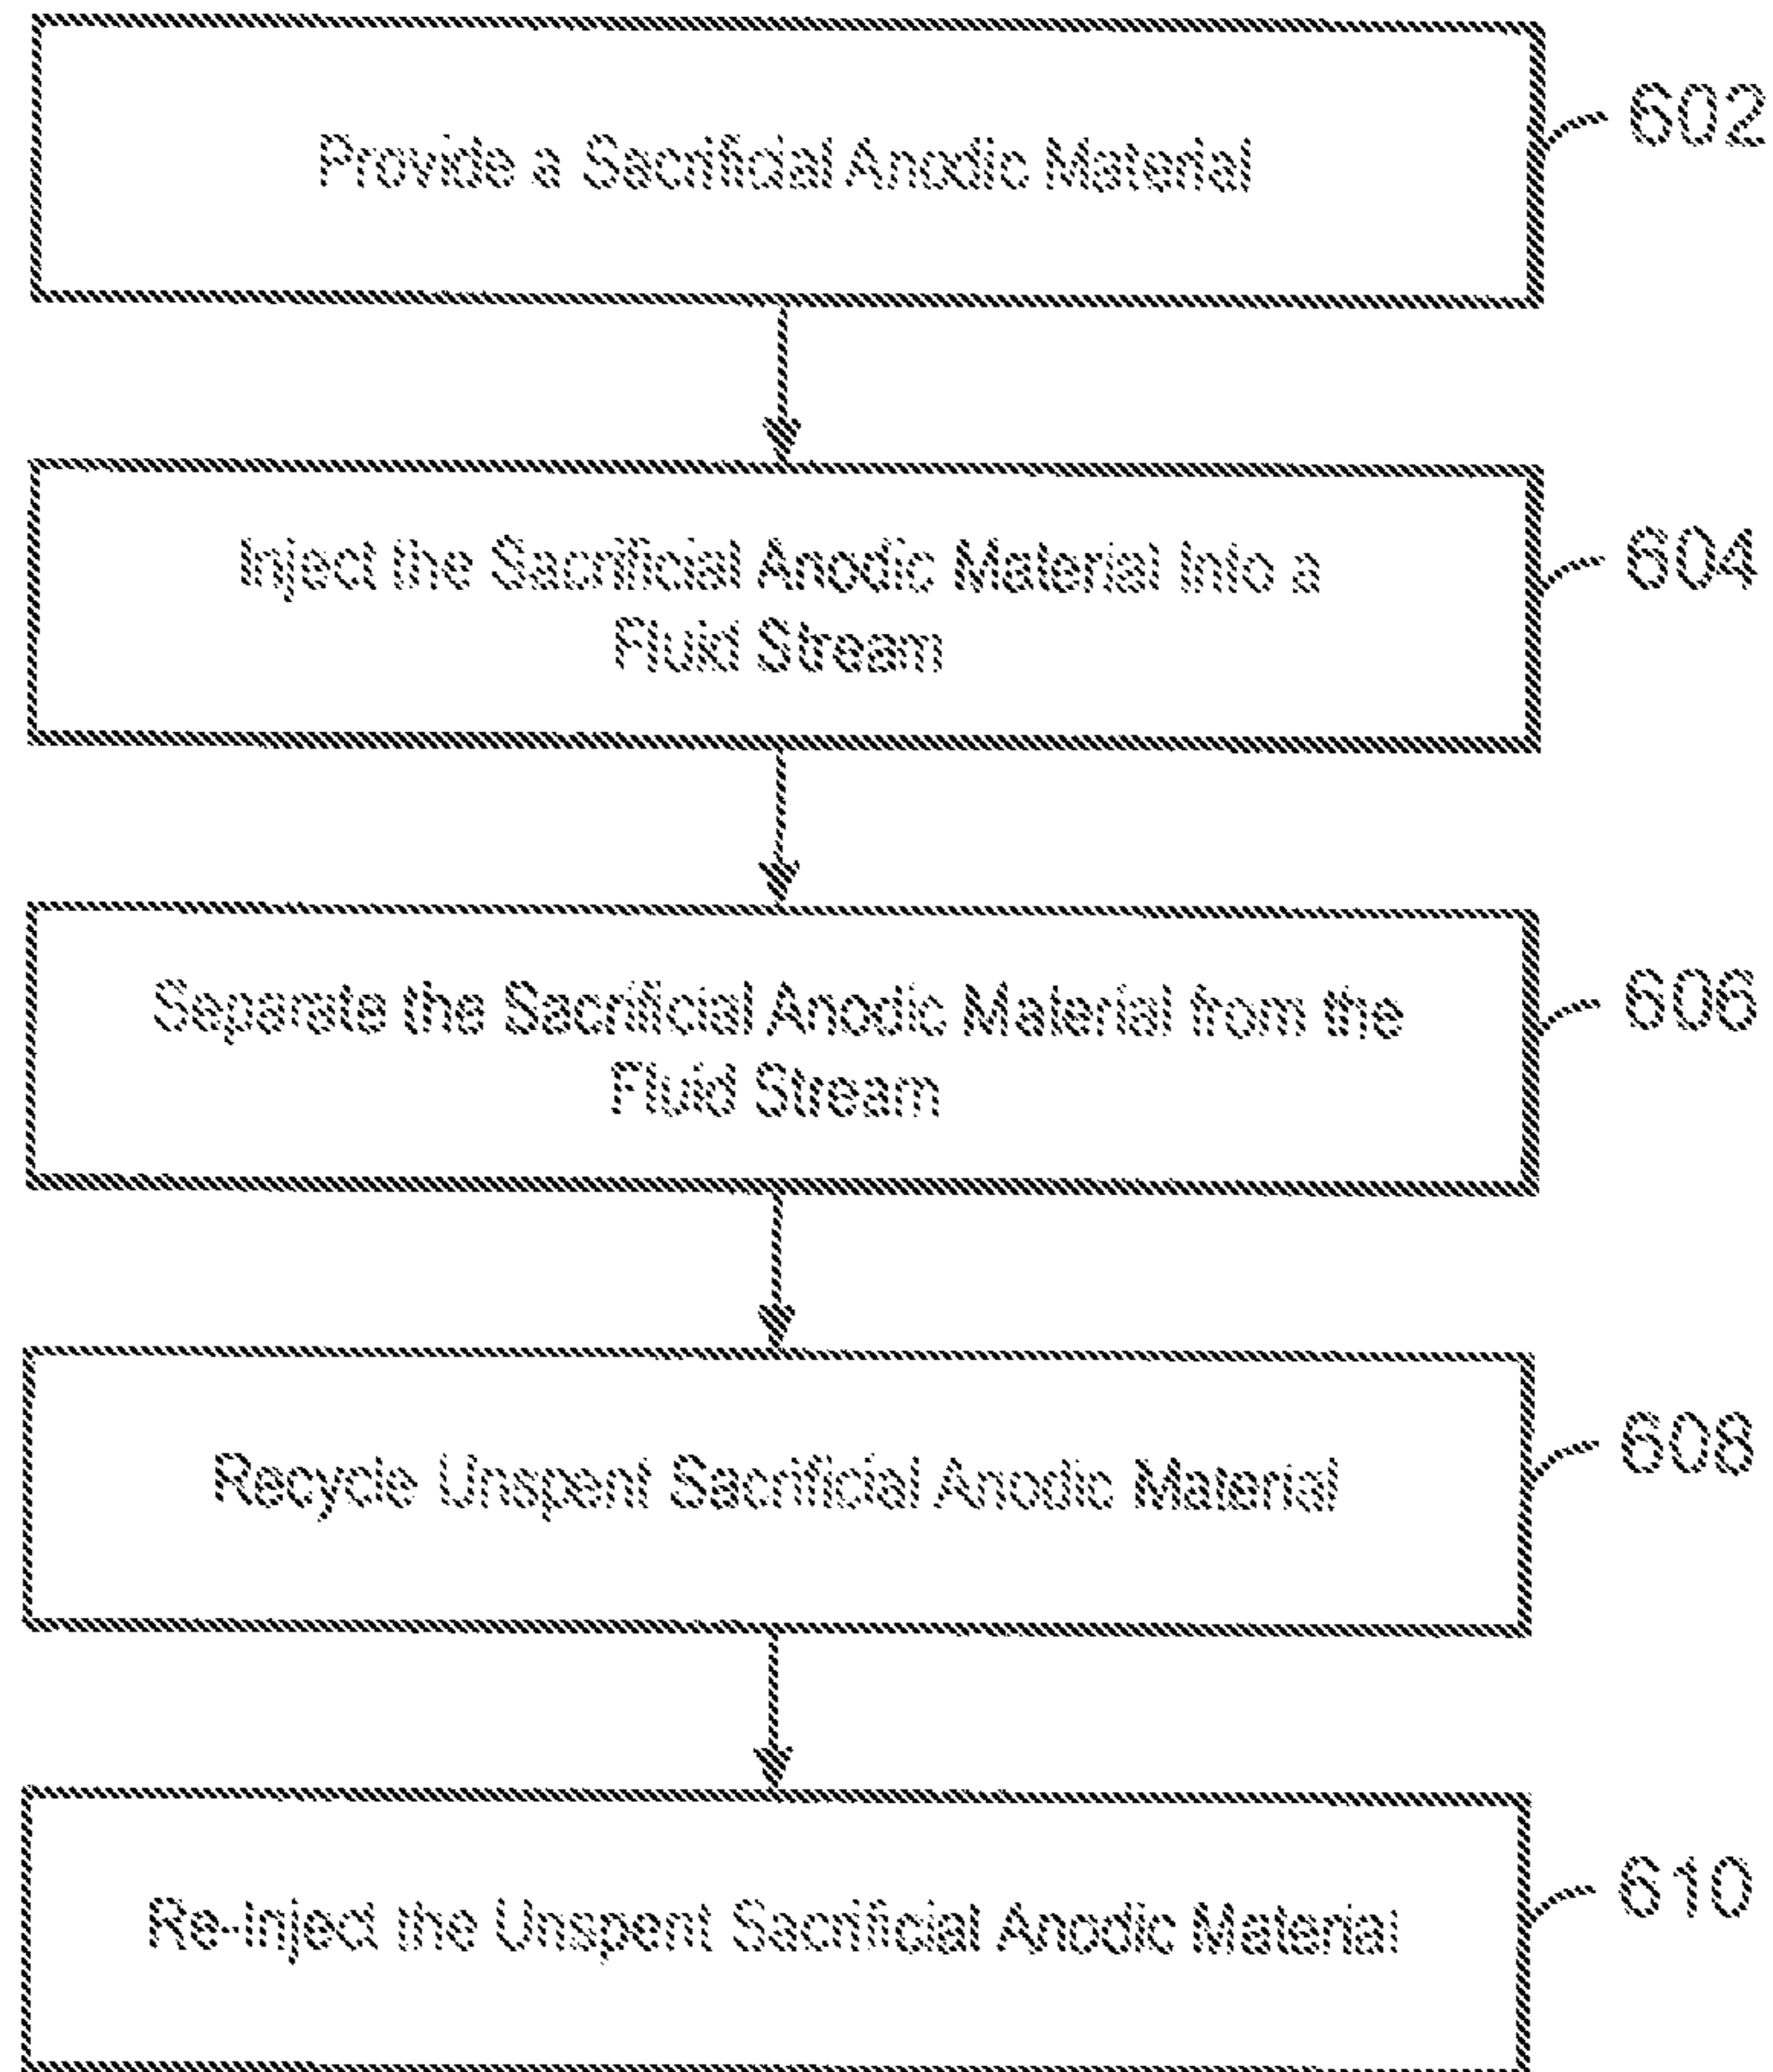 Provide a Sacrificial Anodic Material
602
Inject the Sacrificial Anodic Material Into a
Fluid Stream
604
Separate the Sacrificial Anodic Material from the
Fluid Stream
606
Recycle Unspent Sacrificial Anodic Material
608
Re-Inject the Unspent Sacrificial Anodic Material
610